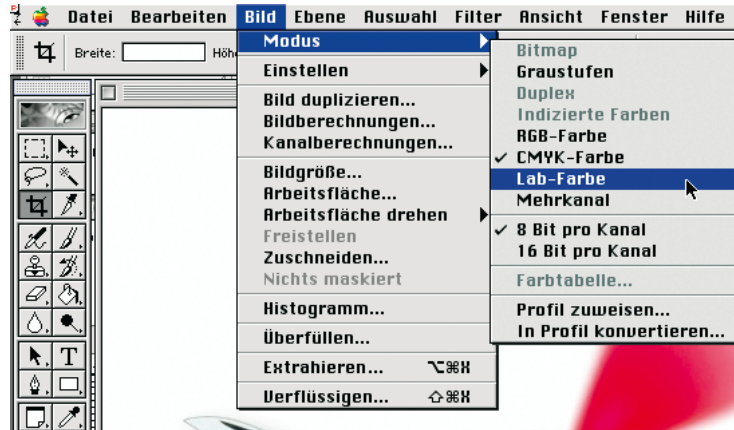 Datei Bearbeiten Bild Ebene Auswahl Filter Ansicht Fenster Hilfe
Breite: Höh
Modus
Einstellen
Bild duplizieren...
Bildberechnungen...
Kanalberechnungen...
Bildgröße...
Arbeitsfläche...
Arbeitsfläche drehen
Freistellen
Zuschneiden...
Nichts maskiert
Histogramm...
Überfüllen...
Extrahieren... ⌥⌘X
Verflüssigen... ⇧⌘X
Bitmap
Graustufen
Duplex
Indizierte Farben
RGB-Farbe
✓ CMYK-Farbe
Lab-Farbe
Mehrkanal
✓ 8 Bit pro Kanal
16 Bit pro Kanal
Farbtabelle...
Profil zuweisen...
In Profil konvertieren...
T